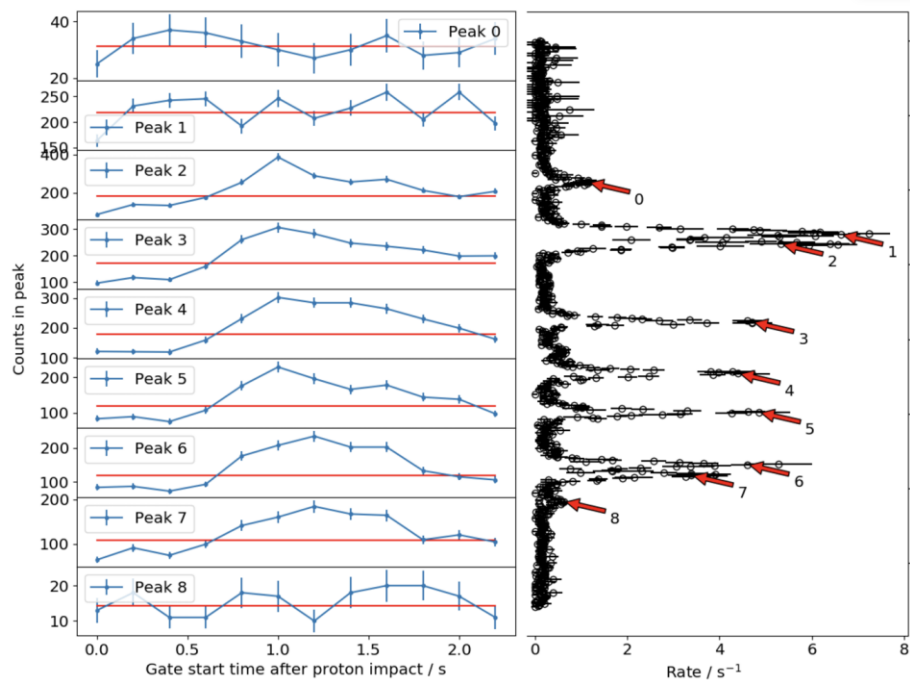 Counts in peak
40
20
Peak 0
250
200
150
Peak 1
400
200
Peak 2
300
200
100
Peak 3
300
200
100
Peak 4
200
100
Peak 5
200
100
Peak 6
200
100
Peak 7
20
10
Peak 8
0.0 0.5 1.0 1.5 2.0
Gate start time after proton impact / s
0
1
2
3
4
5
6
7
8
0 2 4 6 8
Rate / s⁻¹